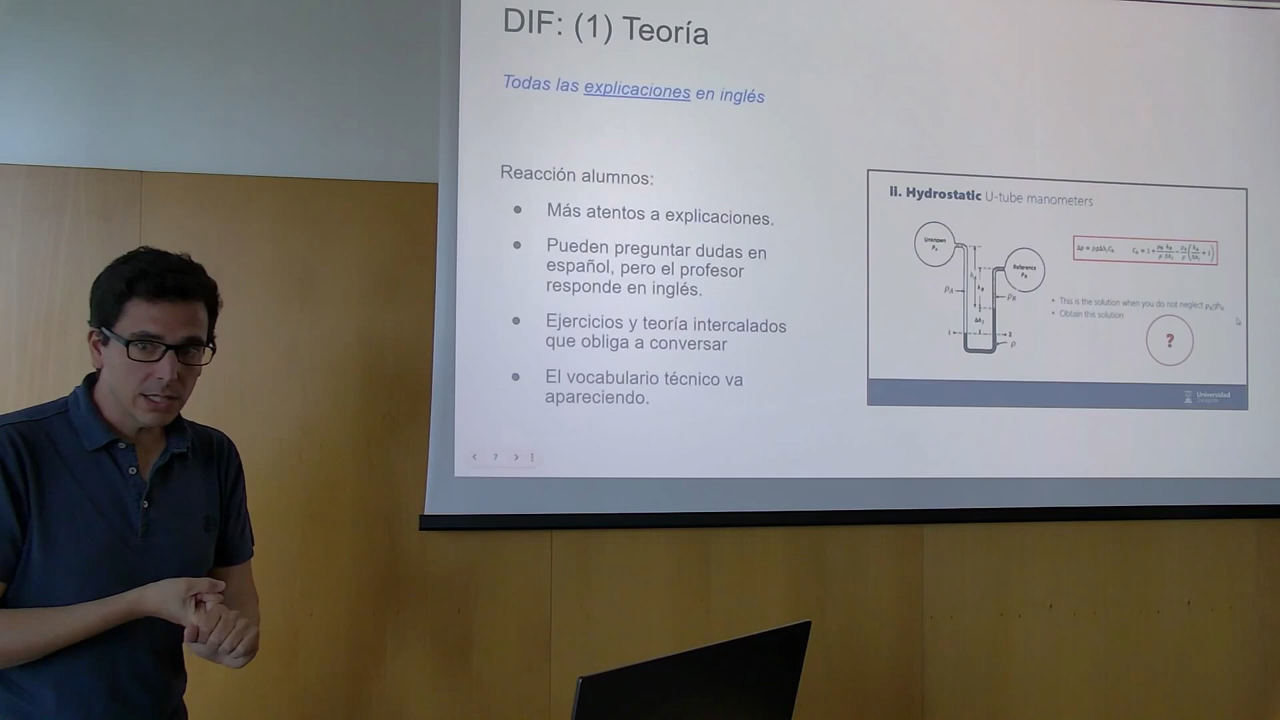 DIF: (1) Teoría
Todas las explicaciones en inglés
Reacción alumnos:
Más atentos a explicaciones.
Pueden preguntar dudas en
español, pero el profesor
responde en inglés.
Ejercicios y teoría intercalados
que obliga a conversar
El vocabulario técnico va
apareciendo.
II. Hydrostatic U-tube manometers
Unknown
Reference
This is the solution when you do not neglect
Obtain this solution
?
Universidad
Zaragoza
7